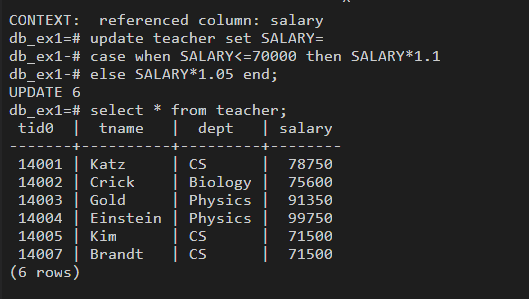 CONTEXT:  referenced column: salary
db_ex1=# update teacher set SALARY=
db_ex1-# case when SALARY<=70000 then SALARY*1.1
db_ex1-# else SALARY*1.05 end;
UPDATE 6
db_ex1=# select * from teacher;
 tid0  |  tname   |  dept   | salary
-------+----------+---------+--------
 14001 | Katz     | CS      |  78750
 14002 | Crick    | Biology |  75600
 14003 | Gold     | Physics |  91350
 14004 | Einstein | Physics |  99750
 14005 | Kim      | CS      |  71500
 14007 | Brandt   | CS      |  71500
(6 rows)